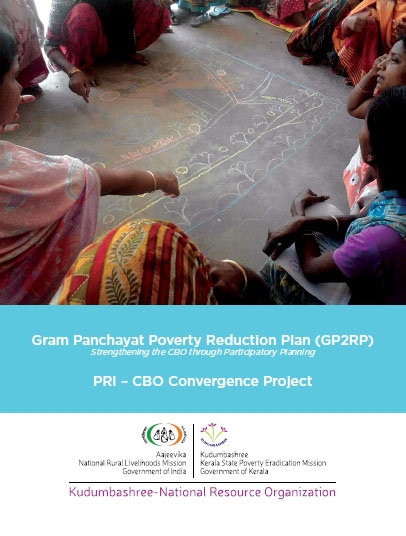 Gram Panchayat Poverty Reduction Plan (GP2RP)
Strengthening the CBO through Participatory Planning
PRI – CBO Convergence Project
Aajeevika
National Rural Livelihoods Mission
Government of India
Kudumbashree
Kerala State Poverty Eradication Mission
Government of Kerala
Kudumbashree-National Resource Organization